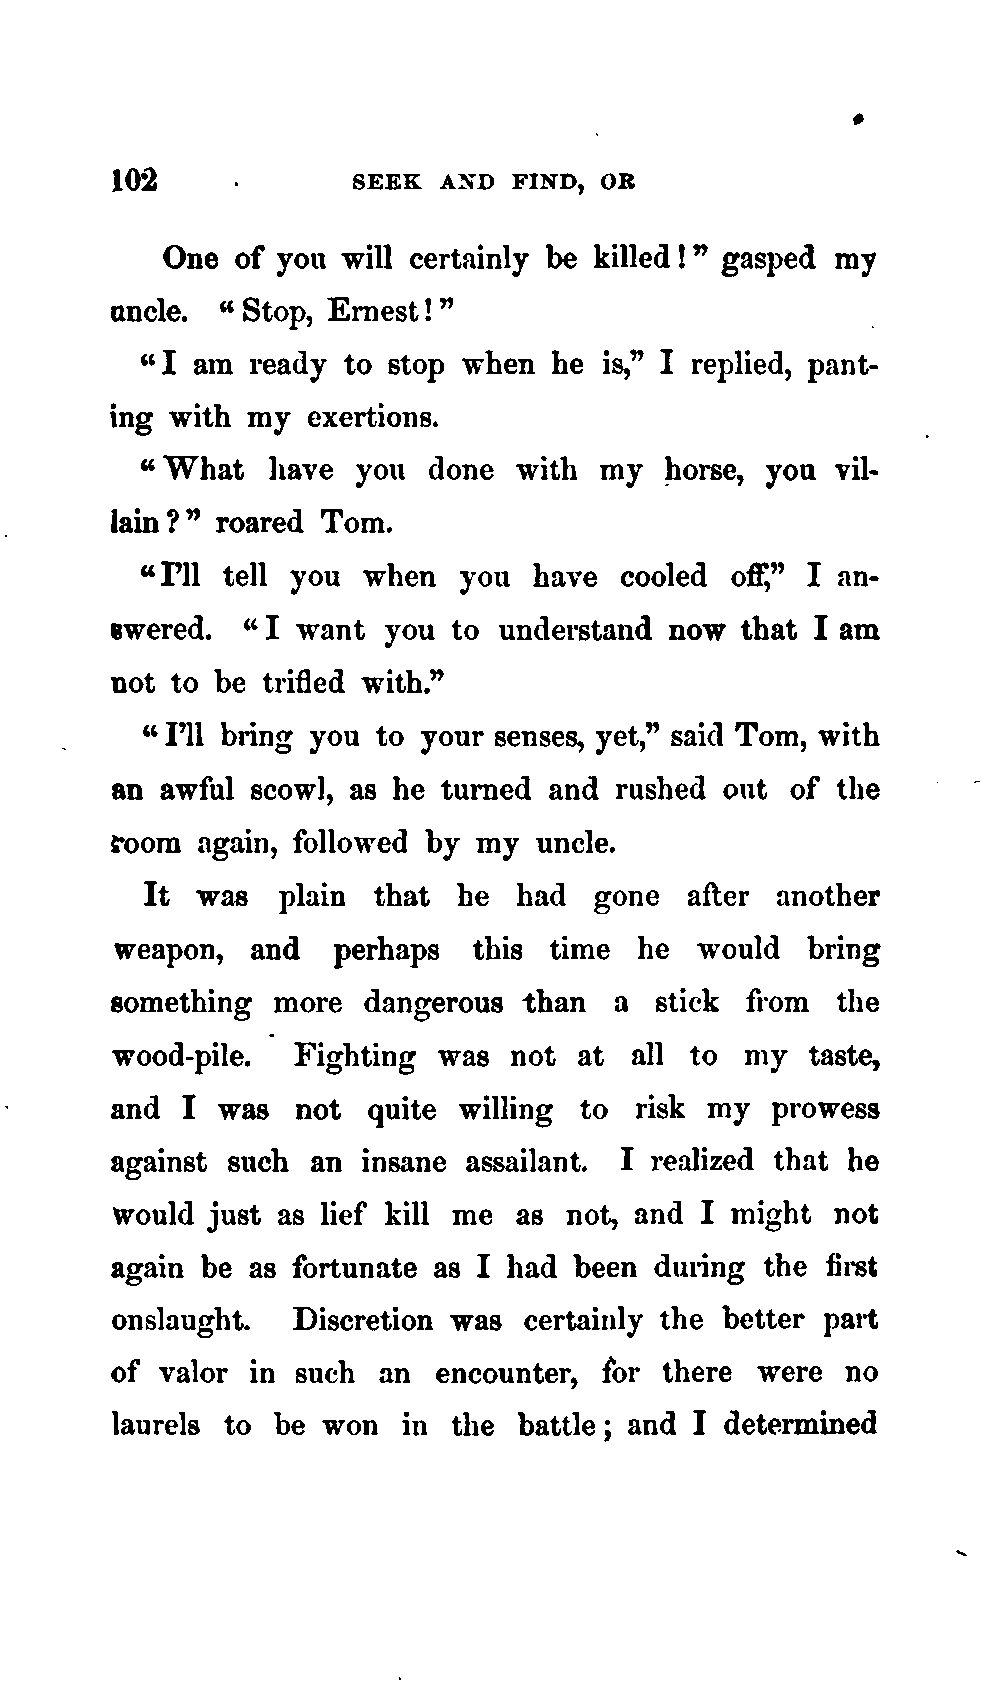 102 SEEK AND FIND, OR
One of you will certainly be killed!” gasped my
uncle. “Stop, Ernest!”
“I am ready to stop when he is,” I replied, pant-
ing with my exertions.
“What have you done with my horse, you vil-
lain?” roared Tom.
“I’ll tell you when you have cooled off,” I an-
swered. “I want you to understand now that I am
not to be trifled with.”
“I’ll bring you to your senses, yet,” said Tom, with
an awful scowl, as he turned and rushed out of the
room again, followed by my uncle.
It was plain that he had gone after another
weapon, and perhaps this time he would bring
something more dangerous than a stick from the
wood-pile. Fighting was not at all to my taste,
and I was not quite willing to risk my prowess
against such an insane assailant. I realized that he
would just as lief kill me as not, and I might not
again be as fortunate as I had been during the first
onslaught. Discretion was certainly the better part
of valor in such an encounter, for there were no
laurels to be won in the battle; and I determined